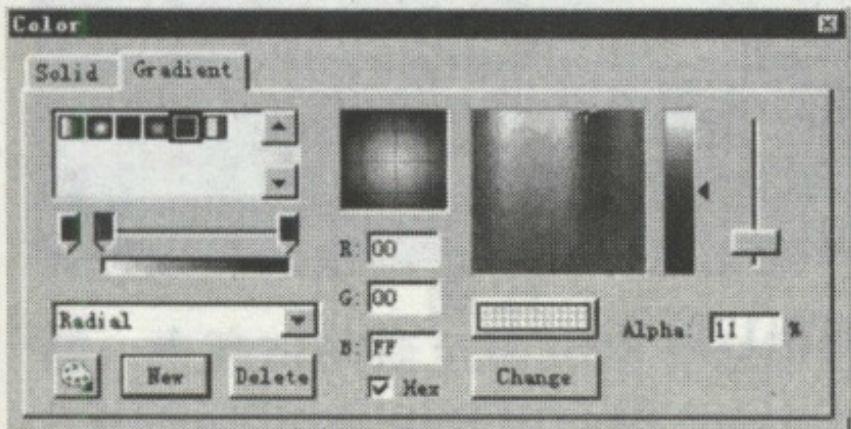 Color
Solid Gradient
R: 00
G: 00
Radial
Alpha: 11 %
B: FF
New Delete
Hex
Change